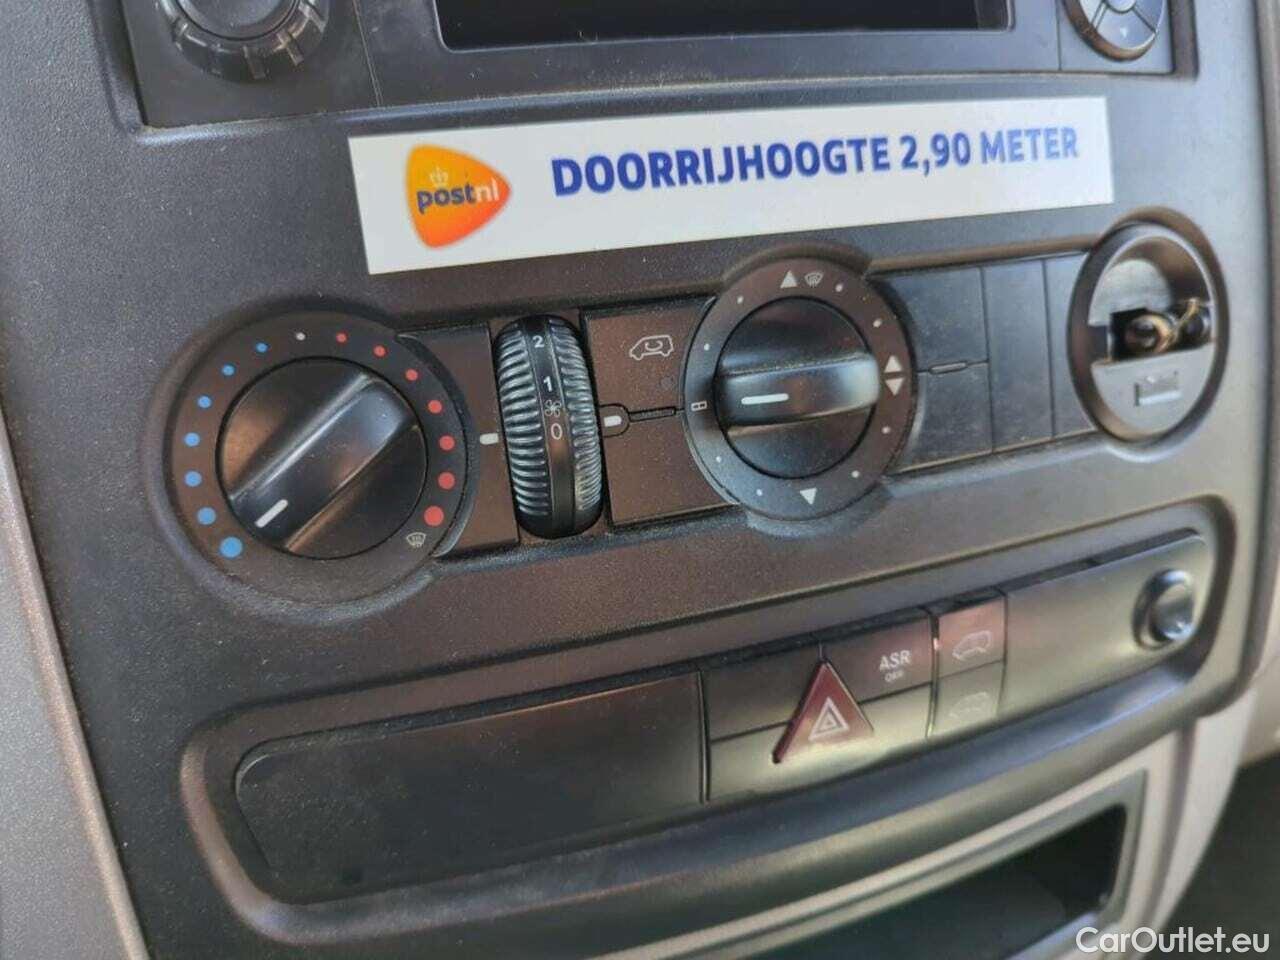 postnl
DOORRIJHOOGTE 2,90 METER
2
1
0
ASR
OFF
CarOutlet.eu